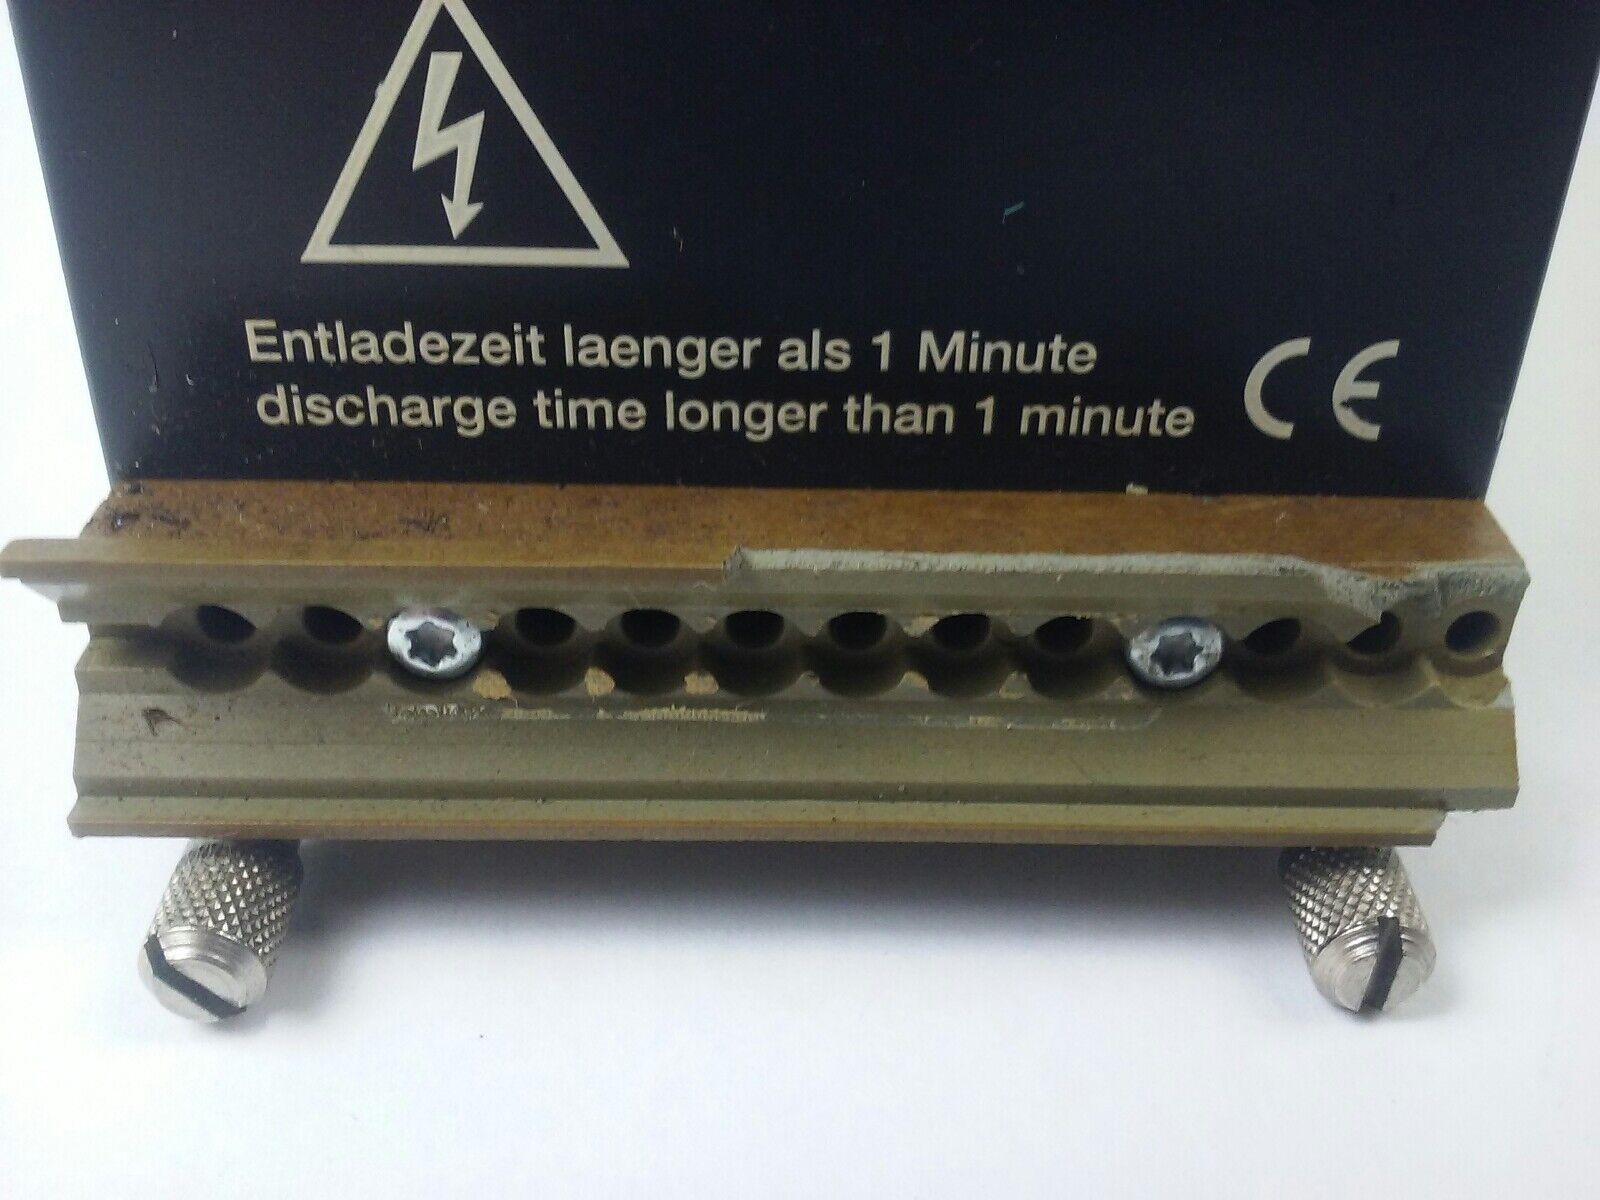 Entladezeit laenger als 1 Minute
discharge time longer than 1 minute
CE